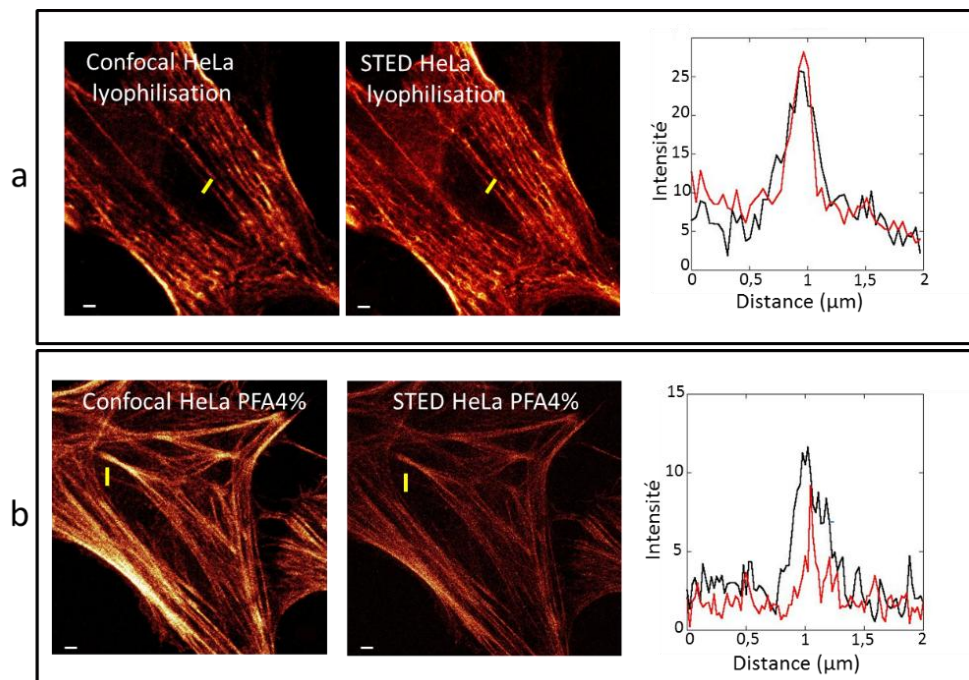 a
Confocal HeLa
lyophilisation
STED HeLa
lyophilisation
Intensité
25
20
15
10
5
0
0
0,5
1
1,5
2
Distance (µm)
b
Confocal HeLa PFA4%
STED HeLa PFA4%
Intensité
15
10
5
0
0
0,5
1
1,5
2
Distance (µm)